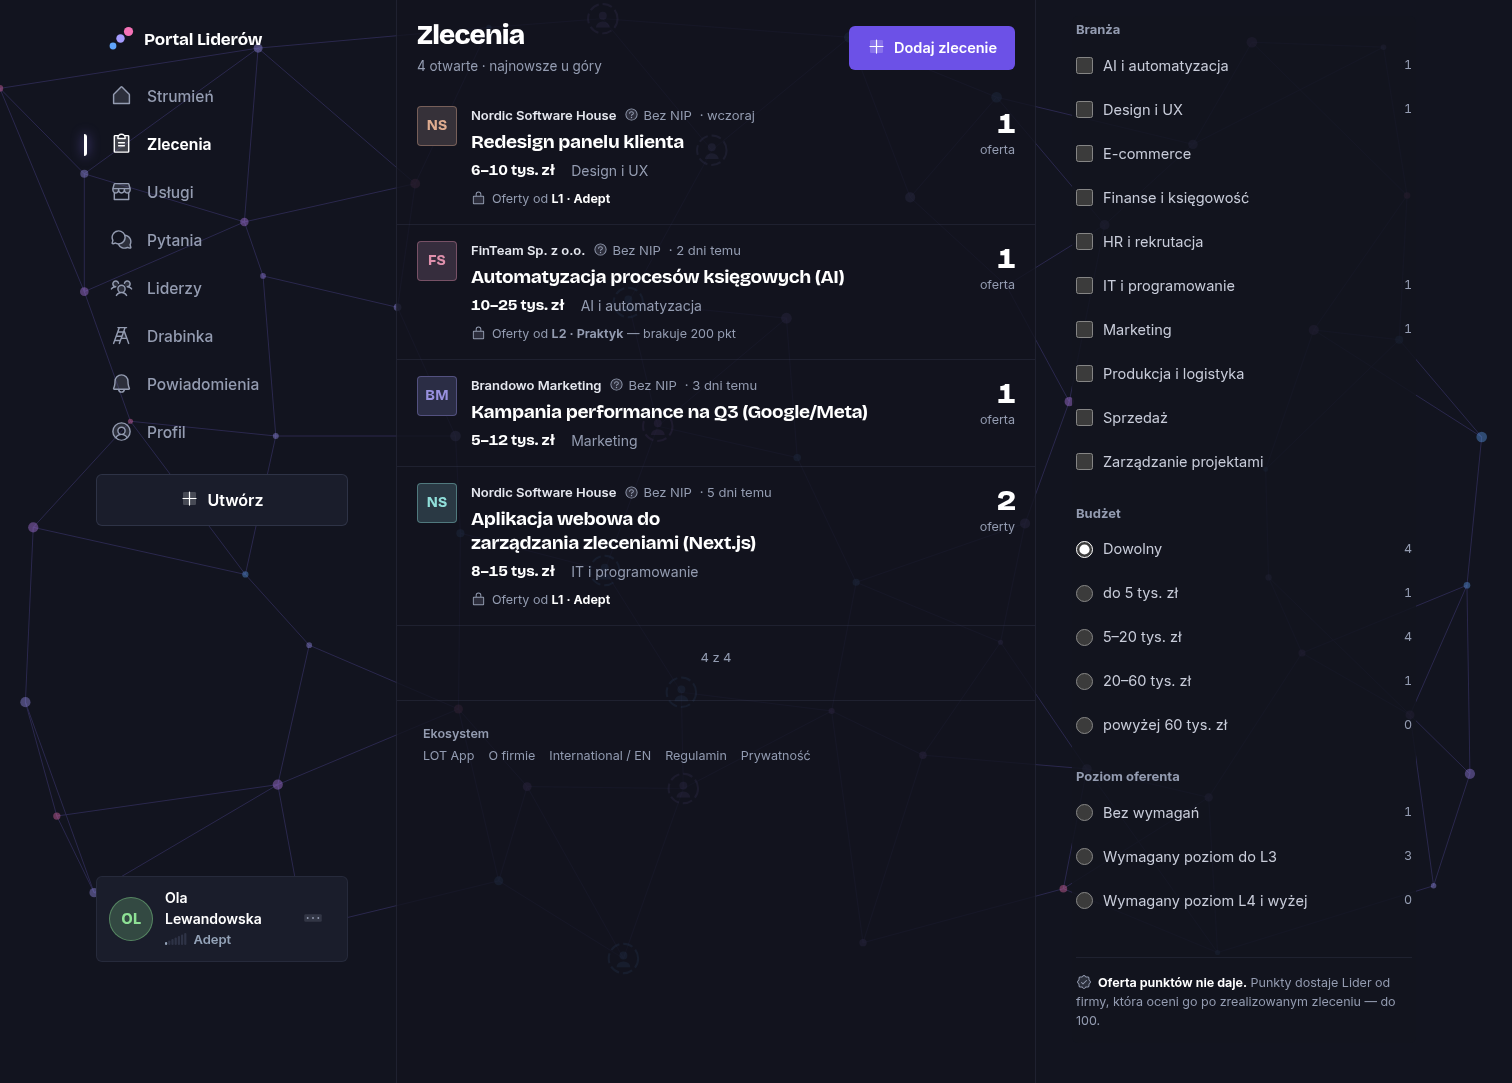 Portal Liderów
Strumień
Zlecenia
Usługi
Pytania
Liderzy
Drabinka
Powiadomienia
Profil
Utwórz
OL
Ola
Lewandowska
Adept
Zlecenia
4 otwarte · najnowsze u góry
Dodaj zlecenie
NS
Nordic Software House Bez NIP · wczoraj
Redesign panelu klienta
6–10 tys. zł Design i UX
Oferty od L1 · Adept
1
oferta
FS
FinTeam Sp. z o.o. Bez NIP · 2 dni temu
Automatyzacja procesów księgowych (AI)
10–25 tys. zł AI i automatyzacja
Oferty od L2 · Praktyk — brakuje 200 pkt
1
oferta
BM
Brandowo Marketing Bez NIP · 3 dni temu
Kampania performance na Q3 (Google/Meta)
5–12 tys. zł Marketing
1
oferta
NS
Nordic Software House Bez NIP · 5 dni temu
Aplikacja webowa do
zarządzania zleceniami (Next.js)
8–15 tys. zł IT i programowanie
Oferty od L1 · Adept
2
oferty
4 z 4
Ekosystem
LOT App O firmie International / EN Regulamin Prywatność
Branża
AI i automatyzacja 1
Design i UX 1
E-commerce
Finanse i księgowość
HR i rekrutacja
IT i programowanie 1
Marketing 1
Produkcja i logistyka
Sprzedaż
Zarządzanie projektami
Budżet
Dowolny 4
do 5 tys. zł 1
5–20 tys. zł 4
20–60 tys. zł 1
powyżej 60 tys. zł 0
Poziom oferenta
Bez wymagań 1
Wymagany poziom do L3 3
Wymagany poziom L4 i wyżej 0
Oferta punktów nie daje. Punkty dostaje Lider od
firmy, która oceni go po zrealizowanym zleceniu — do
100.